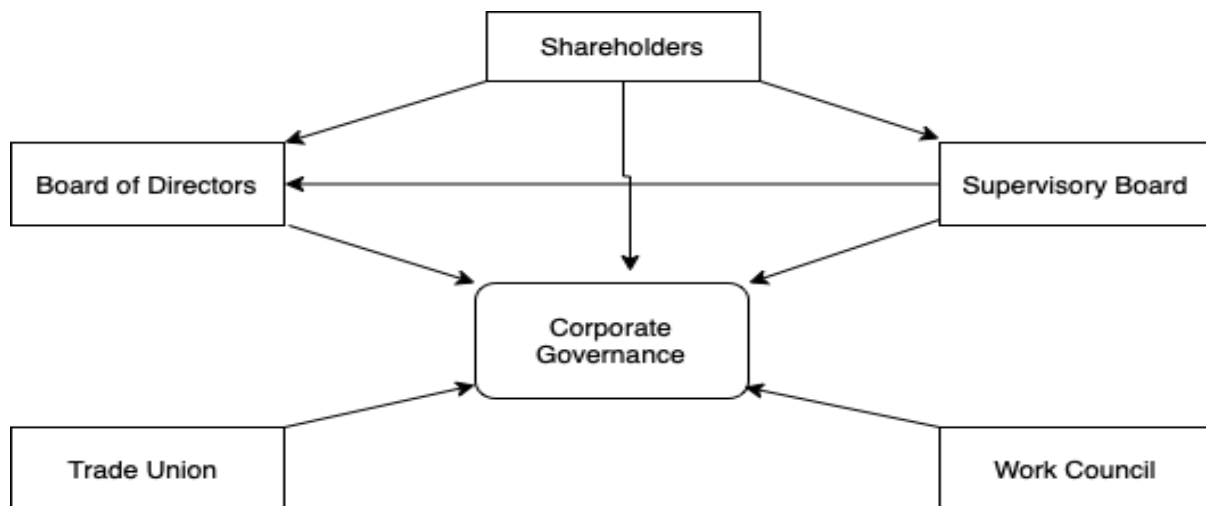 Shareholders
Board of Directors
Supervisory Board
Corporate
Governance
Trade Union
Work Council